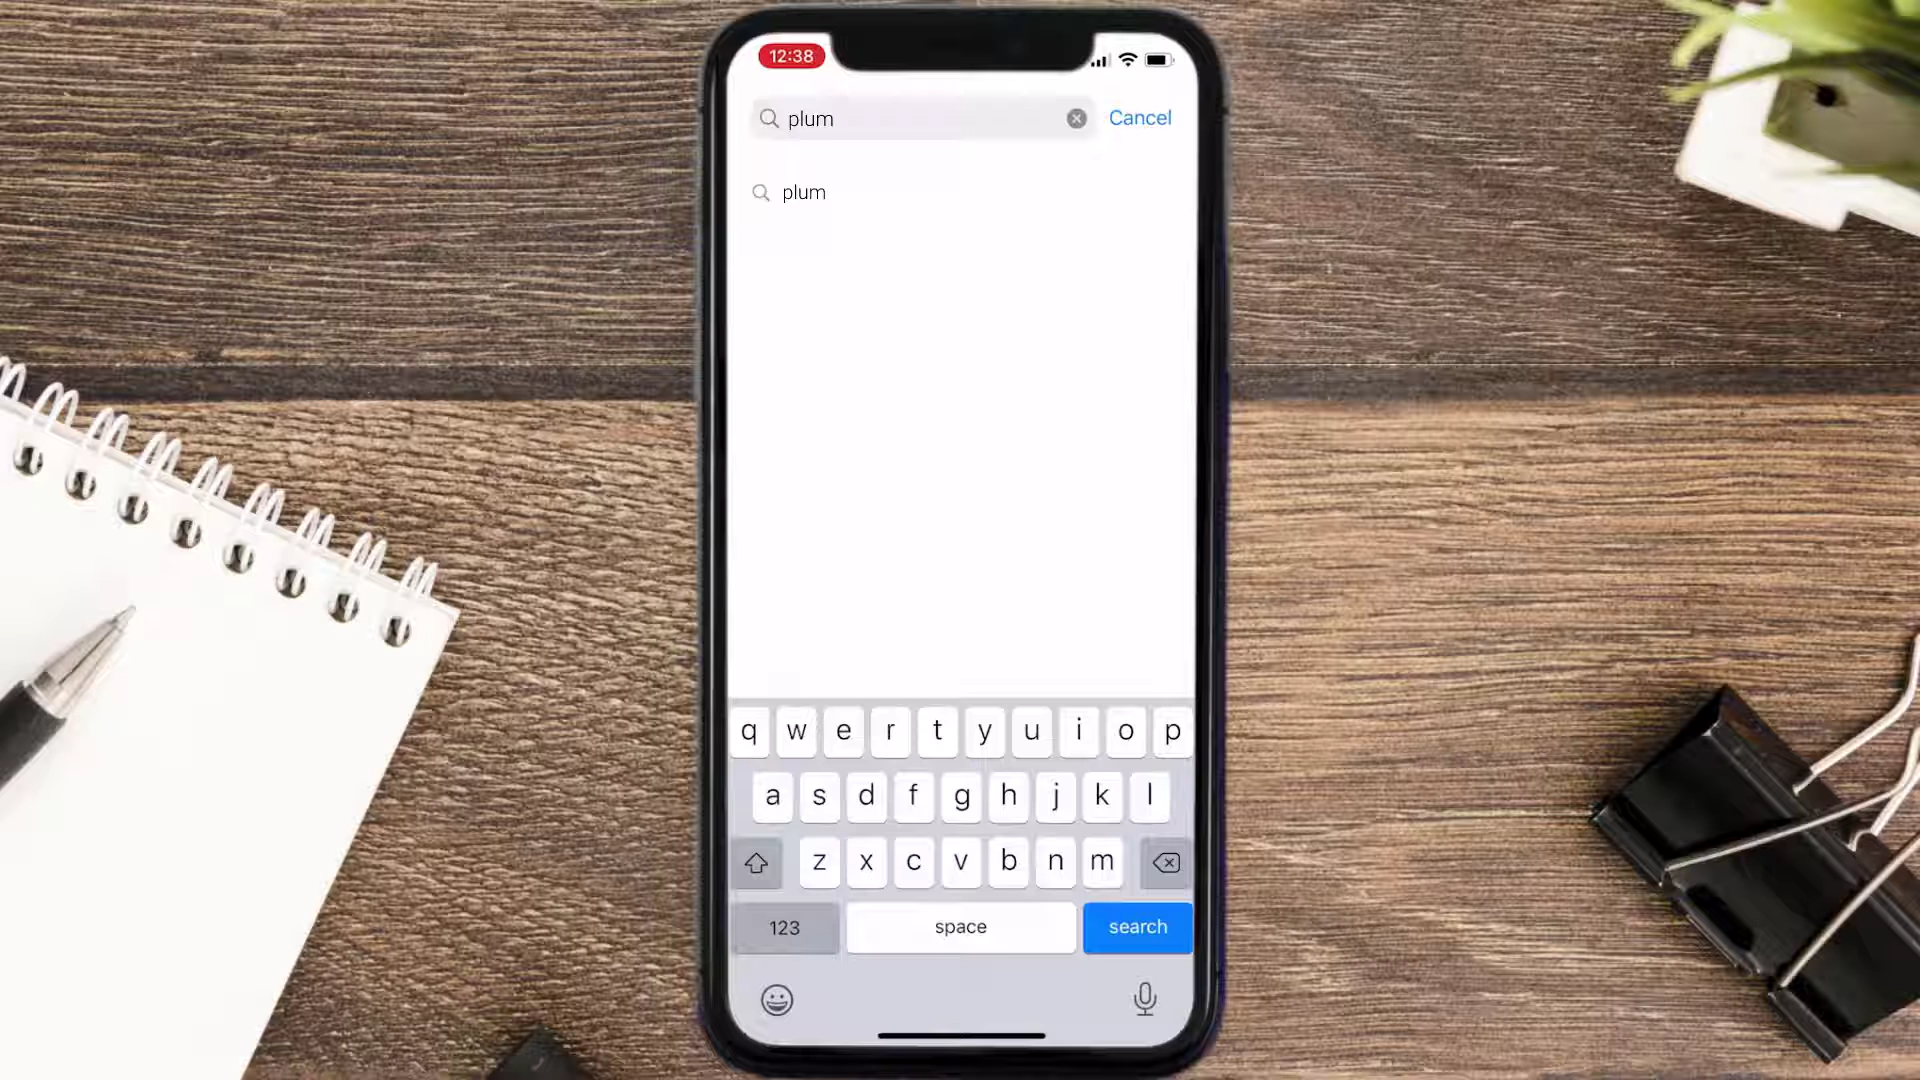 12:38
plum
Cancel
plum
q w e r t y u i o p
a s d f g h j k l
z x c v b n m
123 space search